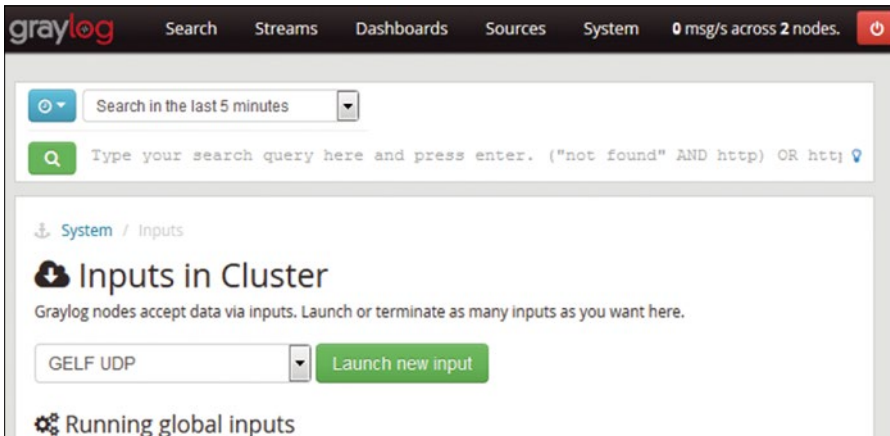 graylog Search Streams Dashboards Sources System 0 msg/s across 2 nodes.
Search in the last 5 minutes
Type your search query here and press enter. ("not found" AND http) OR http
System / Inputs
Inputs in Cluster
Graylog nodes accept data via inputs. Launch or terminate as many inputs as you want here.
GELF UDP Launch new input
Running global inputs